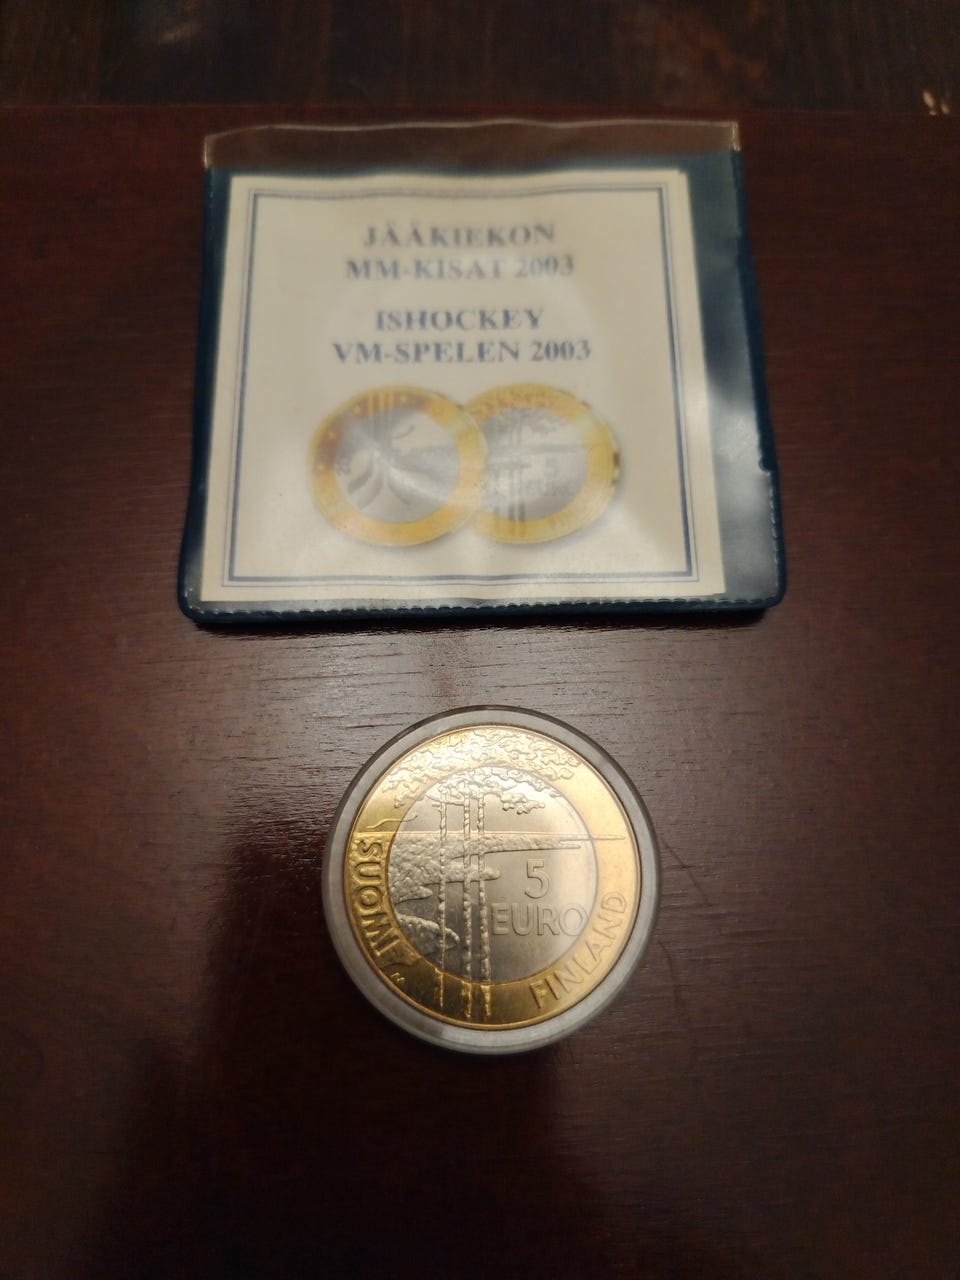 JÄÄKIEKON
MM-KISAT 2003
ISHOCKEY
VM-SPELEN 2003
5
EURO
SUOMI
FINLAND